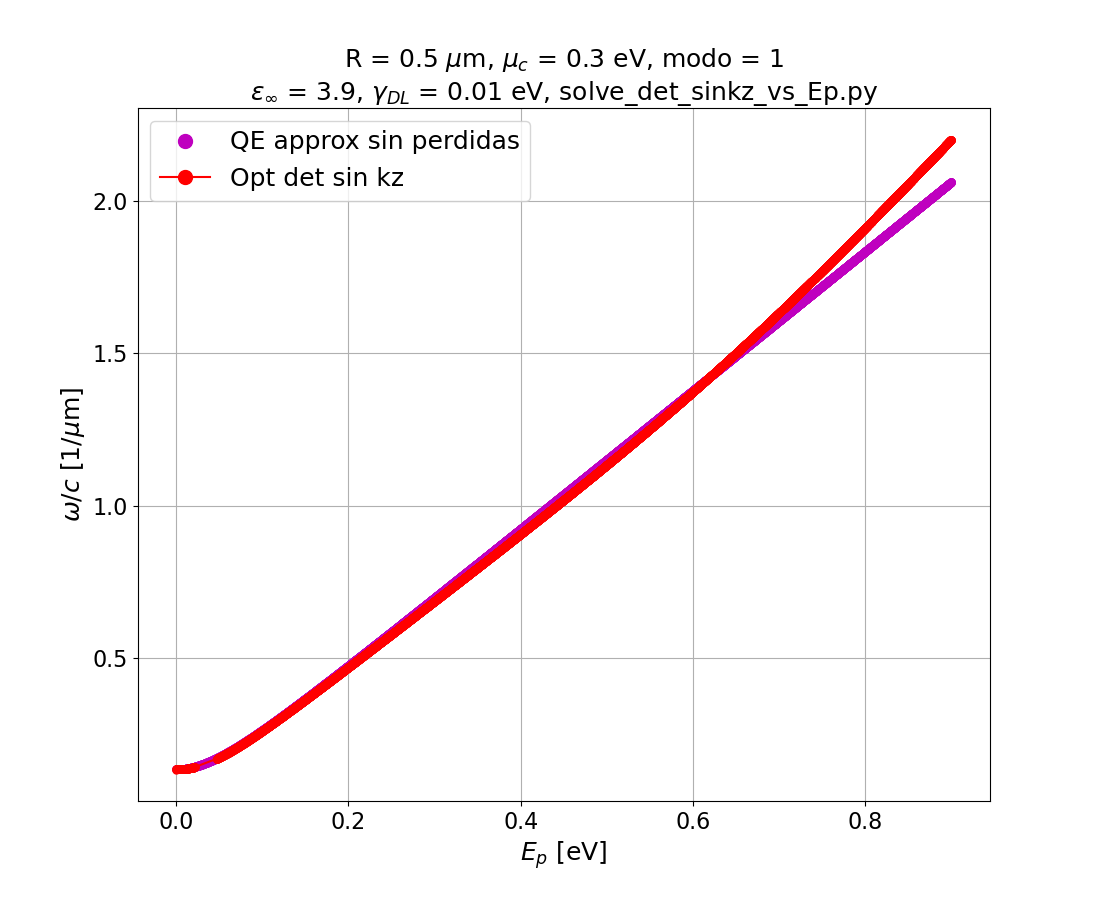 R = 0.5 μm, μc = 0.3 eV, modo = 1
ε∞ = 3.9, γDL = 0.01 eV, solve_det_sinkz_vs_Ep.py
QE approx sin perdidas
Opt det sin kz
2.0
1.5
1.0
0.5
ω/c [1/μm]
0.0 0.2 0.4 0.6 0.8
Ep [eV]